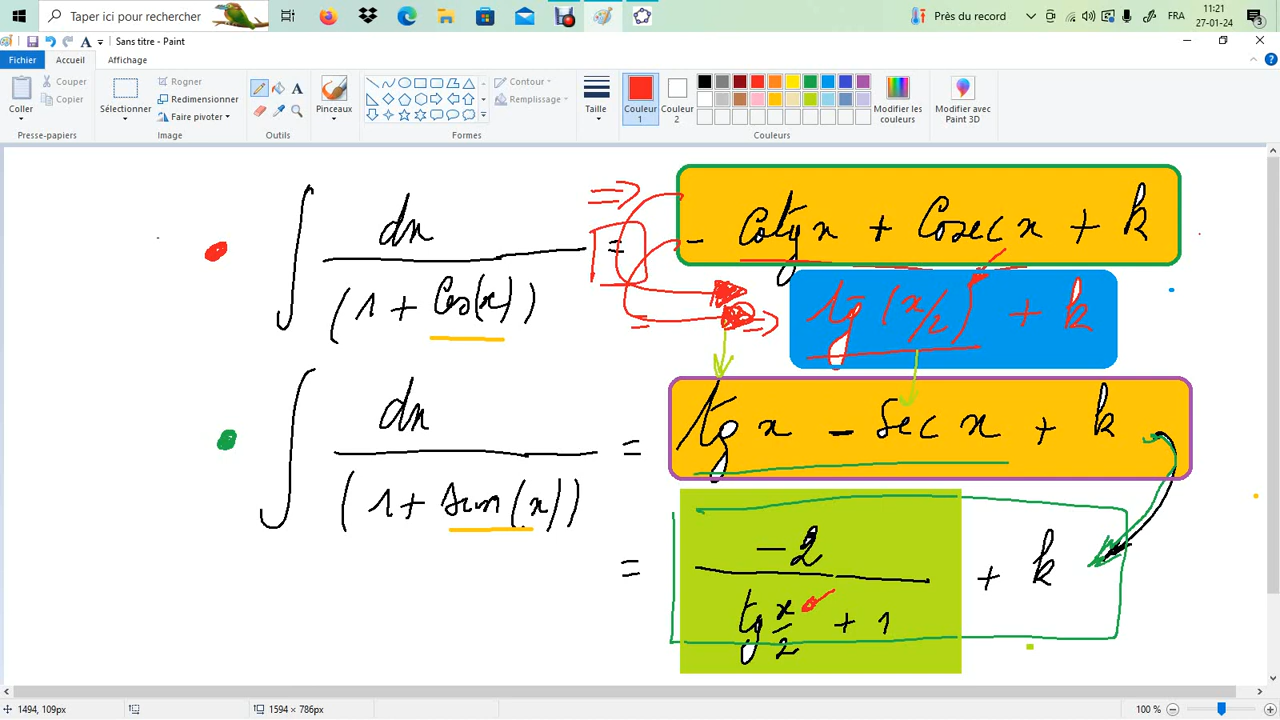 Taper ici pour rechercher
Près du record
FRA
11:21
27-01-24
3
Sans titre - Paint
Fichier Accueil Affichage
Coller
Couper
Copier
Presse-papiers
Sélectionner
Rogner
Redimensionner
Faire pivoter
Image
A
Outils
Pinceaux
Formes
Contour
Remplissage
Taille
Couleur 1
Couleur 2
Couleurs
Modifier les couleurs
Modifier avec Paint 3D
∫ dx / (1 + Cos(x)) = - Cotg x + Cosec x + k
⇒ tg (x/2) + k
∫ dx / (1 + sin(x)) = tg x - sec x + k
= -2 / (tg x/2 + 1) + k
1494, 109px
1594 × 786px
100 %